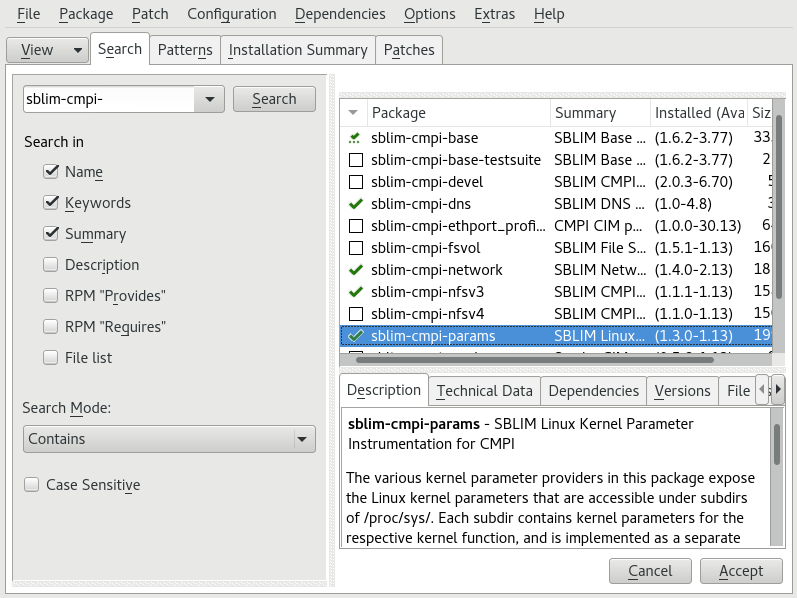 File Package Patch Configuration Dependencies Options Extras Help
View Search Patterns Installation Summary Patches
sblim-cmpi- Search
Search in
Name
Keywords
Summary
Description
RPM "Provides"
RPM "Requires"
File list
Search Mode:
Contains
Case Sensitive
Package Summary Installed (Ava Siz
sblim-cmpi-base SBLIM Base ... (1.6.2-3.77) 33.
sblim-cmpi-base-testsuite SBLIM Base ... (1.6.2-3.77) 2
sblim-cmpi-devel SBLIM CMPI... (2.0.3-6.70)
sblim-cmpi-dns SBLIM DNS ... (1.0-4.8)
sblim-cmpi-ethport_profi... CMPI CIM p... (1.0.0-30.13) 6
sblim-cmpi-fsvol SBLIM File S... (1.5.1-1.13) 16
sblim-cmpi-network SBLIM Netw... (1.4.0-2.13) 18
sblim-cmpi-nfsv3 SBLIM CMPI... (1.1.1-1.13) 15
sblim-cmpi-nfsv4 SBLIM CMPI... (1.1.0-1.13) 15
sblim-cmpi-params SBLIM Linux... (1.3.0-1.13) 19
Description Technical Data Dependencies Versions File
sblim-cmpi-params - SBLIM Linux Kernel Parameter
Instrumentation for CMPI
The various kernel parameter providers in this package expose
the Linux kernel parameters that are accessible under subdirs
of /proc/sys/. Each subdir contains kernel parameters for the
respective kernel function, and is implemented as a separate
Cancel Accept